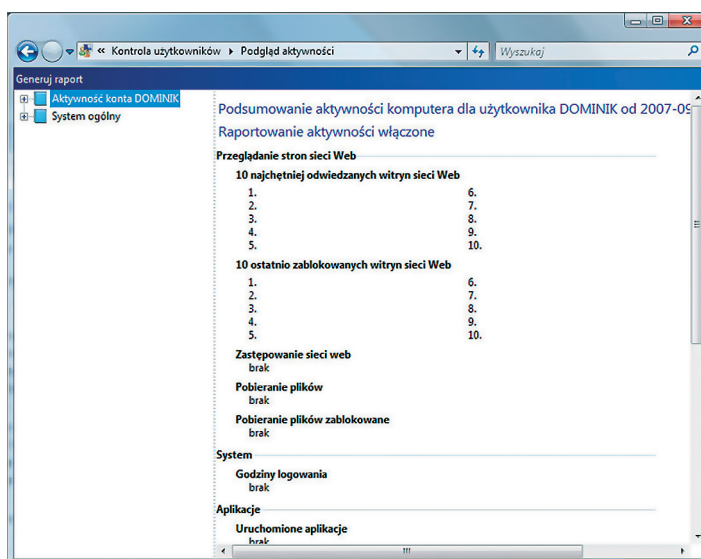 « Kontrola użytkowników ▸ Podgląd aktywności
Wyszukaj
Generuj raport
Aktywność konta DOMINIK
System ogólny
Podsumowanie aktywności komputera dla użytkownika DOMINIK od 2007-09
Raportowanie aktywności włączone
Przeglądanie stron sieci Web
10 najchętniej odwiedzanych witryn sieci Web
1. 6.
2. 7.
3. 8.
4. 9.
5. 10.
10 ostatnio zablokowanych witryn sieci Web
1. 6.
2. 7.
3. 8.
4. 9.
5. 10.
Zastępowanie sieci web
brak
Pobieranie plików
brak
Pobieranie plików zablokowane
brak
System
Godziny logowania
brak
Aplikacje
Uruchomione aplikacje
brak